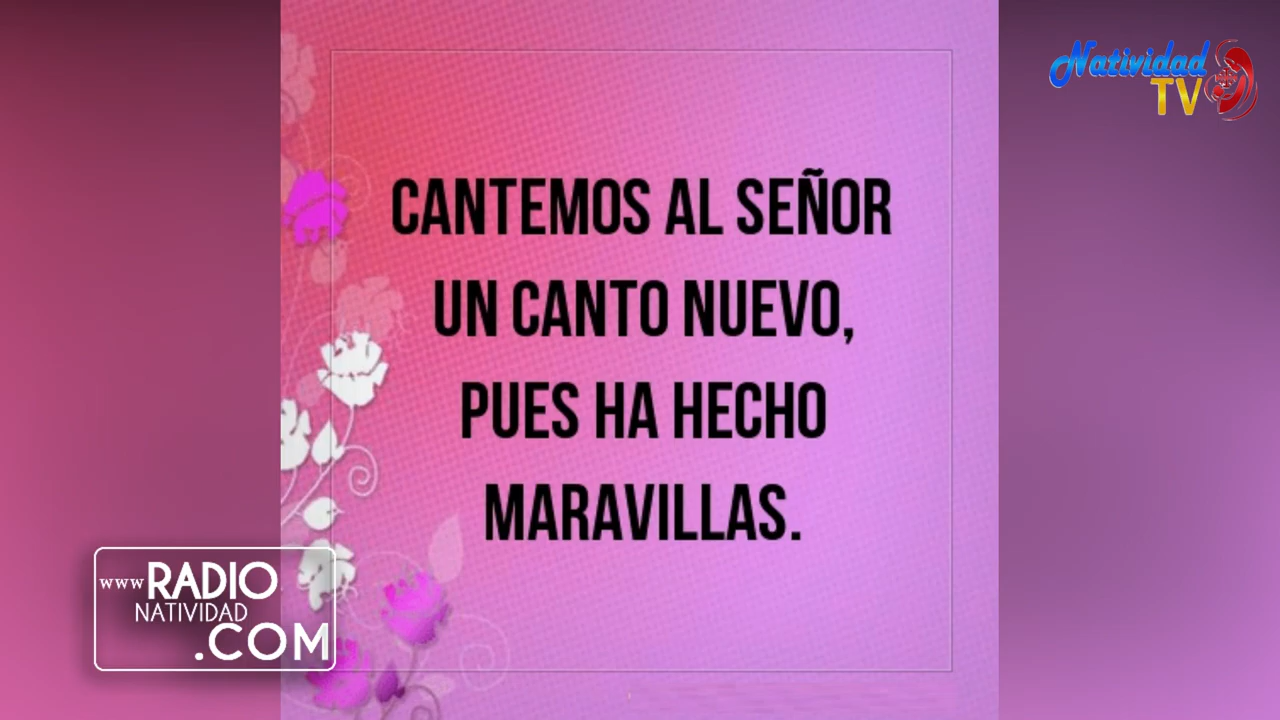 Natividad
TV
CANTEMOS AL SEÑOR
UN CANTO NUEVO,
PUES HA HECHO
MARAVILLAS.
www RADIO
NATIVIDAD
.COM